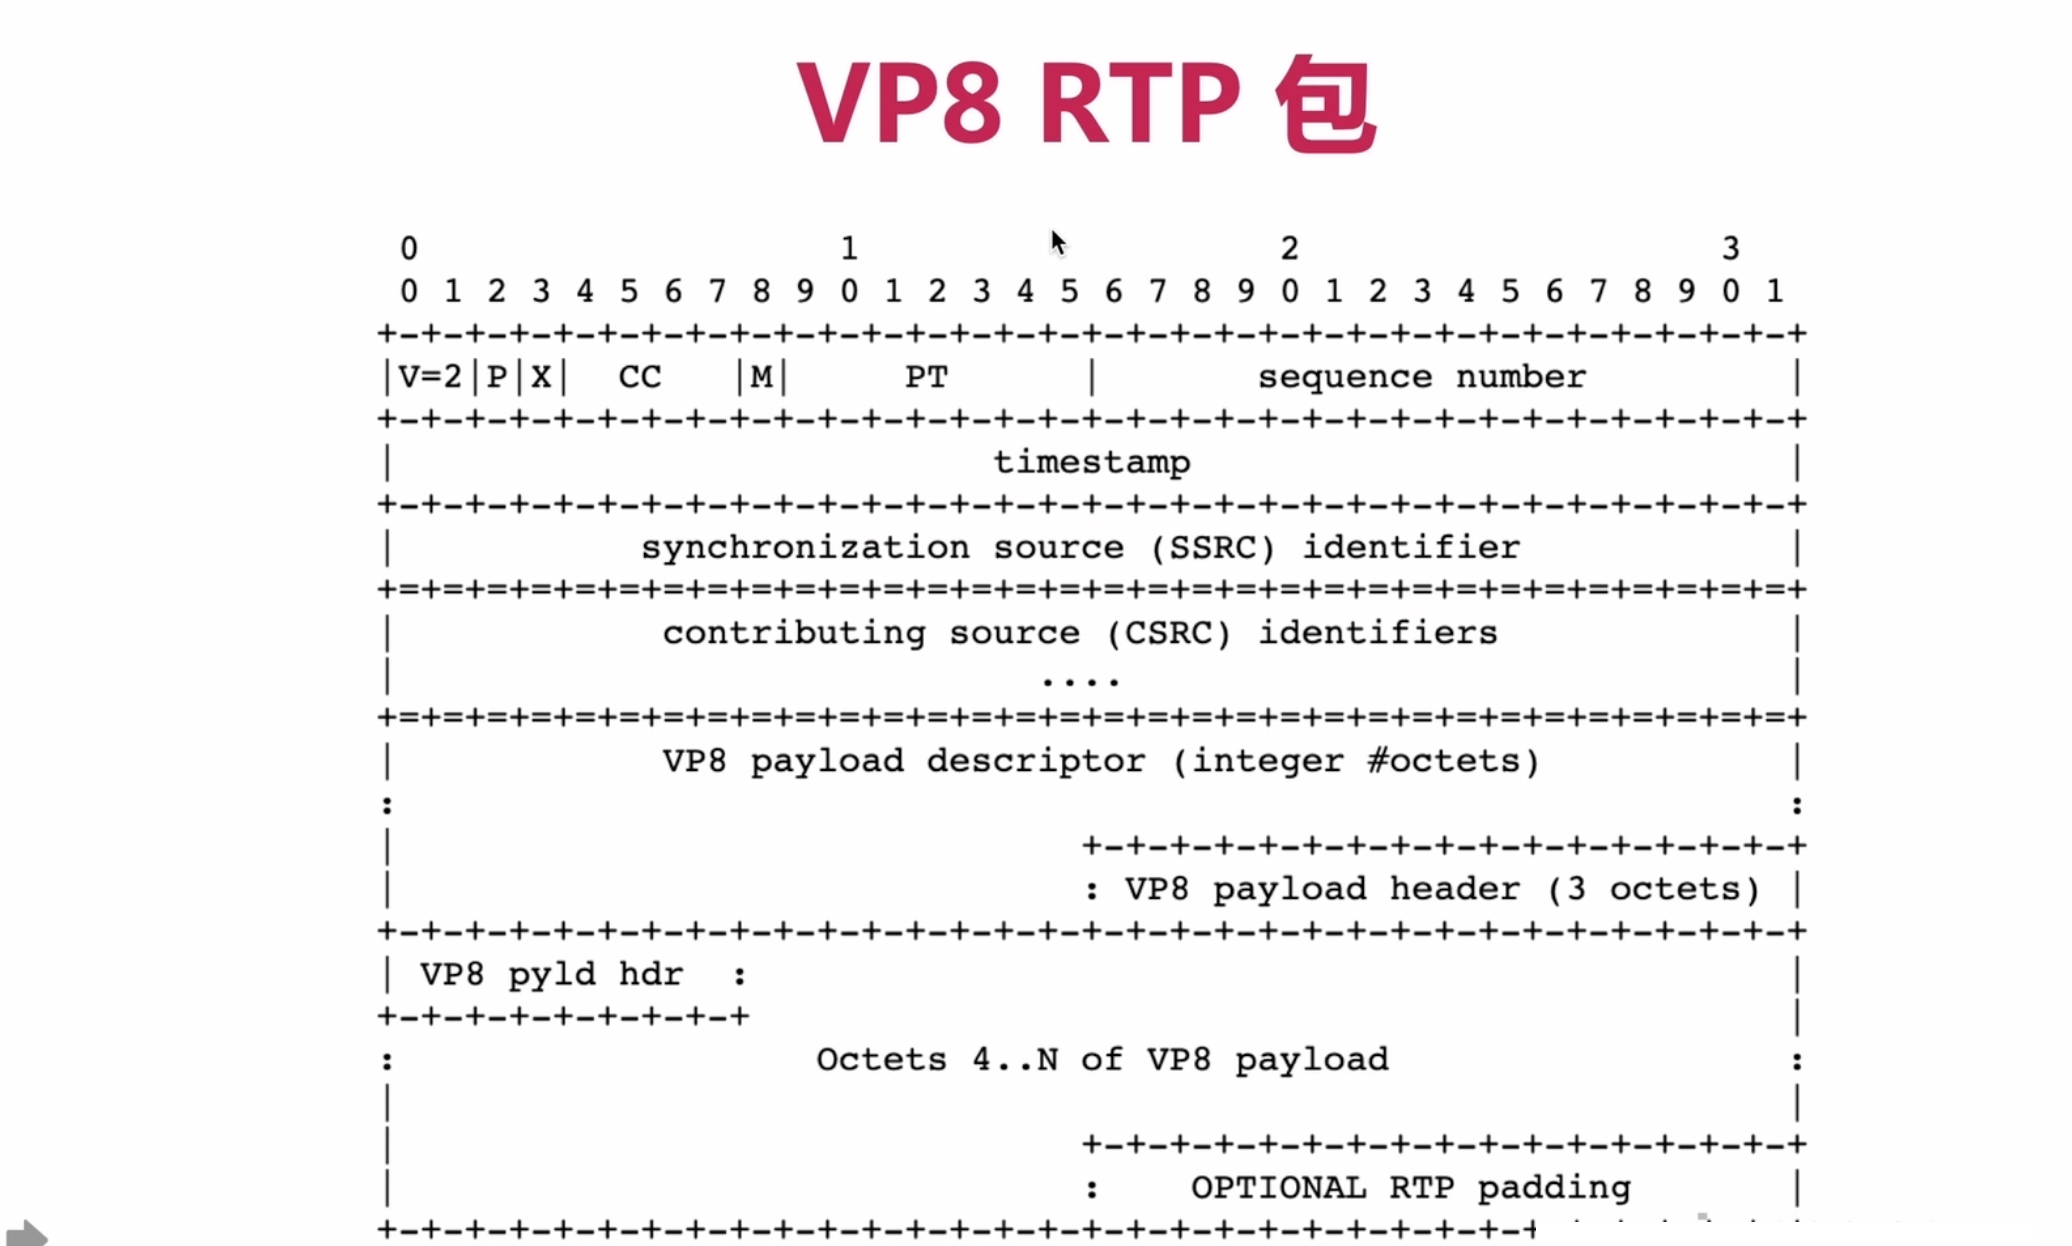 VP8 RTP 包
0                   1                   2                   3
0 1 2 3 4 5 6 7 8 9 0 1 2 3 4 5 6 7 8 9 0 1 2 3 4 5 6 7 8 9 0 1
+-+-+-+-+-+-+-+-+-+-+-+-+-+-+-+-+-+-+-+-+-+-+-+-+-+-+-+-+-+-+-+-+
|V=2|P|X|  CC   |M|     PT      |       sequence number         |
+-+-+-+-+-+-+-+-+-+-+-+-+-+-+-+-+-+-+-+-+-+-+-+-+-+-+-+-+-+-+-+-+
|                           timestamp                           |
+-+-+-+-+-+-+-+-+-+-+-+-+-+-+-+-+-+-+-+-+-+-+-+-+-+-+-+-+-+-+-+-+
|           synchronization source (SSRC) identifier            |
+=+=+=+=+=+=+=+=+=+=+=+=+=+=+=+=+=+=+=+=+=+=+=+=+=+=+=+=+=+=+=+=+
|            contributing source (CSRC) identifiers             |
|                             ....                              |
+=+=+=+=+=+=+=+=+=+=+=+=+=+=+=+=+=+=+=+=+=+=+=+=+=+=+=+=+=+=+=+=+
|            VP8 payload descriptor (integer #octets)           |
:                                                               :
|                               +-+-+-+-+-+-+-+-+-+-+-+-+-+-+-+-+
|                               : VP8 payload header (3 octets) |
+-+-+-+-+-+-+-+-+-+-+-+-+-+-+-+-+-+-+-+-+-+-+-+-+-+-+-+-+-+-+-+-+
| VP8 pyld hdr  :                                               |
+-+-+-+-+-+-+-+-+                                               |
:                   Octets 4..N of VP8 payload                  :
|                                                               |
|                               +-+-+-+-+-+-+-+-+-+-+-+-+-+-+-+-+
|                               :    OPTIONAL RTP padding       |
+-+-+-+-+-+-+-+-+-+-+-+-+-+-+-+-+-+-+-+-+-+-+-+-+-+-+